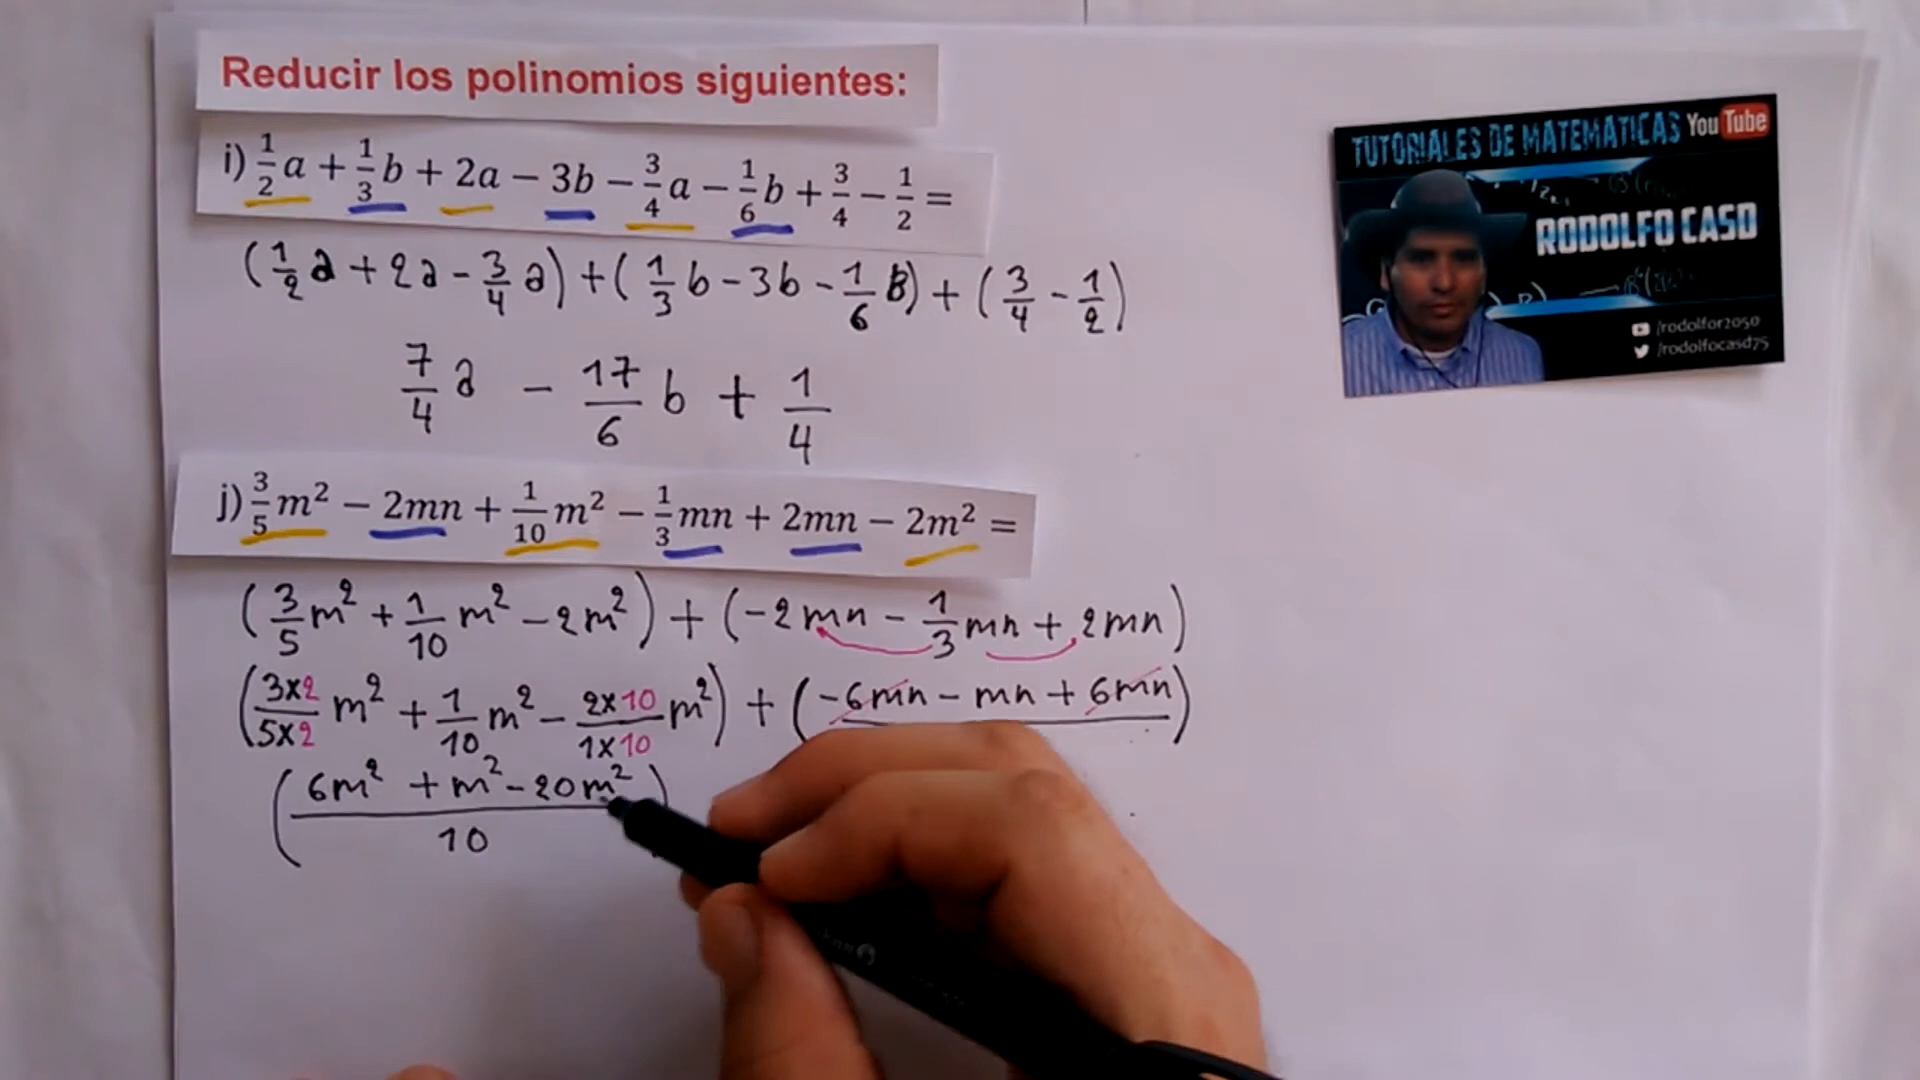 Reducir los polinomios siguientes:
i) 1/2 a + 1/3 b + 2a − 3b − 3/4 a − 1/6 b + 3/4 − 1/2 =
(1/2 a + 2a - 3/4 a) + (1/3 b - 3b - 1/6 b) + (3/4 - 1/2)
7/4 a - 17/6 b + 1/4
j) 3/5 m² − 2mn + 1/10 m² − 1/3 mn + 2mn − 2m² =
(3/5 m² + 1/10 m² - 2m²) + (-2mn - 1/3 mn + 2mn)
(3x2/5x2 m² + 1/10 m² - 2x10/1x10 m²) + (-6mn - mn + 6mn)
(6m² + m² - 20m²/10)
TUTORIALES DE MATEMATICAS YouTube
RODOLFO CASD
/rodolfor2050
/rodolfocasd75